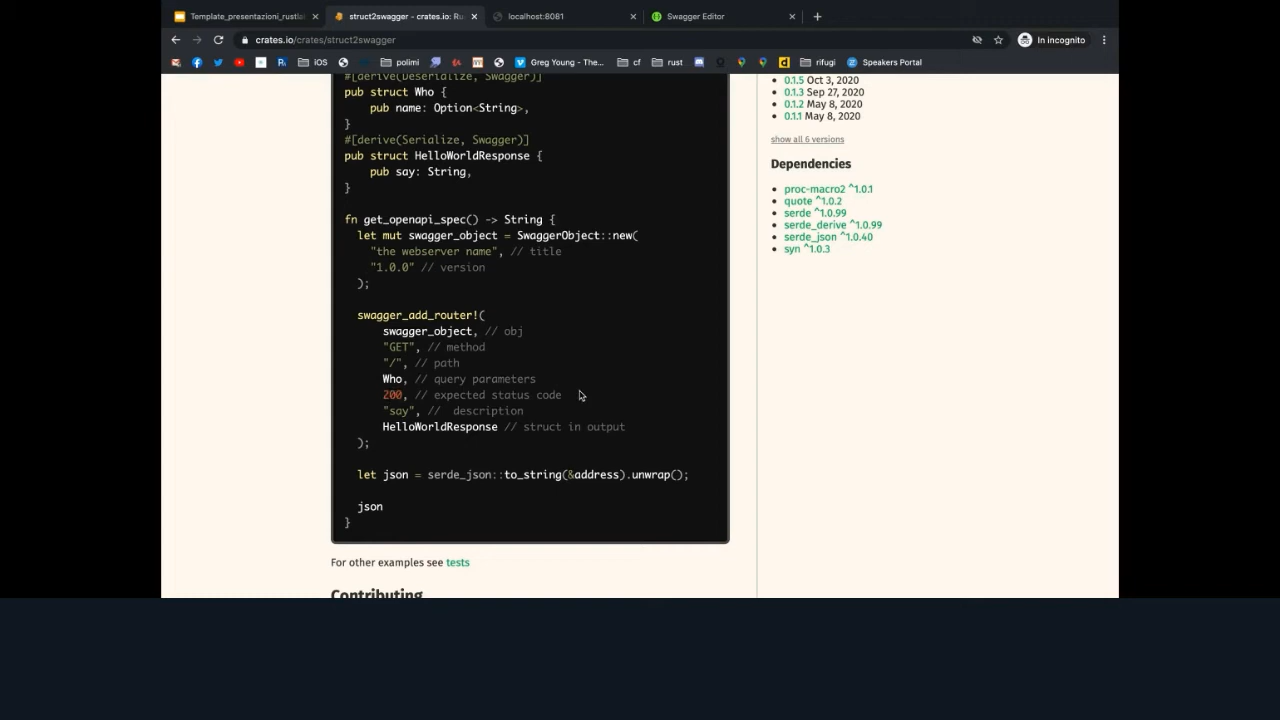 Template_presentazioni_rustla
struct2swagger - crates.io: Ru
localhost:8081
Swagger Editor
crates.io/crates/struct2swagger
In incognito
iOS
polimi
Greg Young - The...
cf
rust
rifugi
Speakers Portal
#[derive(Deserialize, Swagger)]
pub struct Who {
pub name: Option<String>,
}
#[derive(Serialize, Swagger)]
pub struct HelloWorldResponse {
pub say: String,
}
fn get_openapi_spec() -> String {
let mut swagger_object = SwaggerObject::new(
"the webserver name", // title
"1.0.0" // version
);
swagger_add_router!(
swagger_object, // obj
"GET", // method
"/", // path
Who, // query parameters
200, // expected status code
"say", // description
HelloWorldResponse // struct in output
);
let json = serde_json::to_string(&address).unwrap();
json
}
For other examples see tests
Contributing
0.1.5 Oct 3, 2020
0.1.3 Sep 27, 2020
0.1.2 May 8, 2020
0.1.1 May 8, 2020
show all 6 versions
Dependencies
proc-macro2 ^1.0.1
quote ^1.0.2
serde ^1.0.99
serde_derive ^1.0.99
serde_json ^1.0.40
syn ^1.0.3